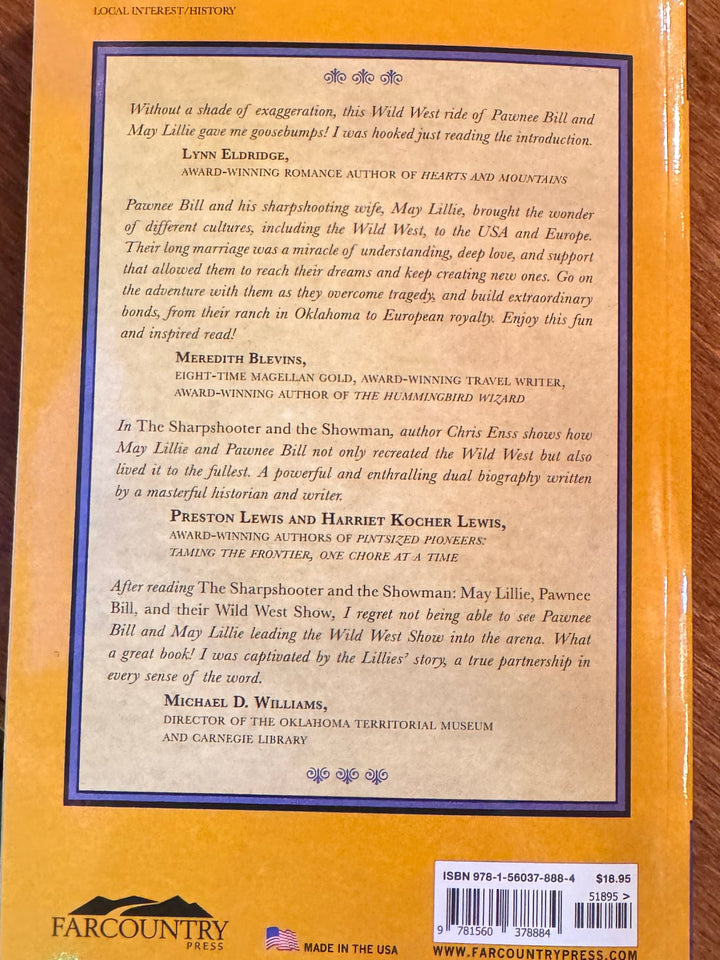 LOCAL INTEREST/HISTORY
Without a shade of exaggeration, this Wild West ride of Pawnee Bill and
May Lillie gave me goosebumps! I was hooked just reading the introduction.
LYNN ELDRIDGE,
AWARD-WINNING ROMANCE AUTHOR OF HEARTS AND MOUNTAINS
Pawnee Bill and his sharpshooting wife, May Lillie, brought the wonder
of different cultures, including the Wild West, to the USA and Europe.
Their long marriage was a miracle of understanding, deep love, and support
that allowed them to reach their dreams and keep creating new ones. Go on
the adventure with them as they overcome tragedy, and build extraordinary
bonds, from their ranch in Oklahoma to European royalty. Enjoy this fun
and inspired read!
MEREDITH BLEVINS,
EIGHT-TIME MAGELLAN GOLD, AWARD-WINNING TRAVEL WRITER,
AWARD-WINNING AUTHOR OF THE HUMMINGBIRD WIZARD
In The Sharpshooter and the Showman, author Chris Enss shows how
May Lillie and Pawnee Bill not only recreated the Wild West but also
lived it to the fullest. A powerful and enthralling dual biography written
by a masterful historian and writer.
PRESTON LEWIS AND HARRIET KOCHER LEWIS,
AWARD-WINNING AUTHORS OF PINTSIZED PIONEERS:
TAMING THE FRONTIER, ONE CHORE AT A TIME
After reading The Sharpshooter and the Showman: May Lillie, Pawnee
Bill, and their Wild West Show, I regret not being able to see Pawnee
Bill and May Lillie leading the Wild West Show into the arena. What
a great book! I was captivated by the Lillies' story, a true partnership in
every sense of the word.
MICHAEL D. WILLIAMS,
DIRECTOR OF THE OKLAHOMA TERRITORIAL MUSEUM
AND CARNEGIE LIBRARY
FARCOUNTRY
PRESS
MADE IN THE USA
ISBN 978-1-56037-888-4 $18.95
51895 >
9 781560 378884
WWW.FARCOUNTRYPRESS.COM